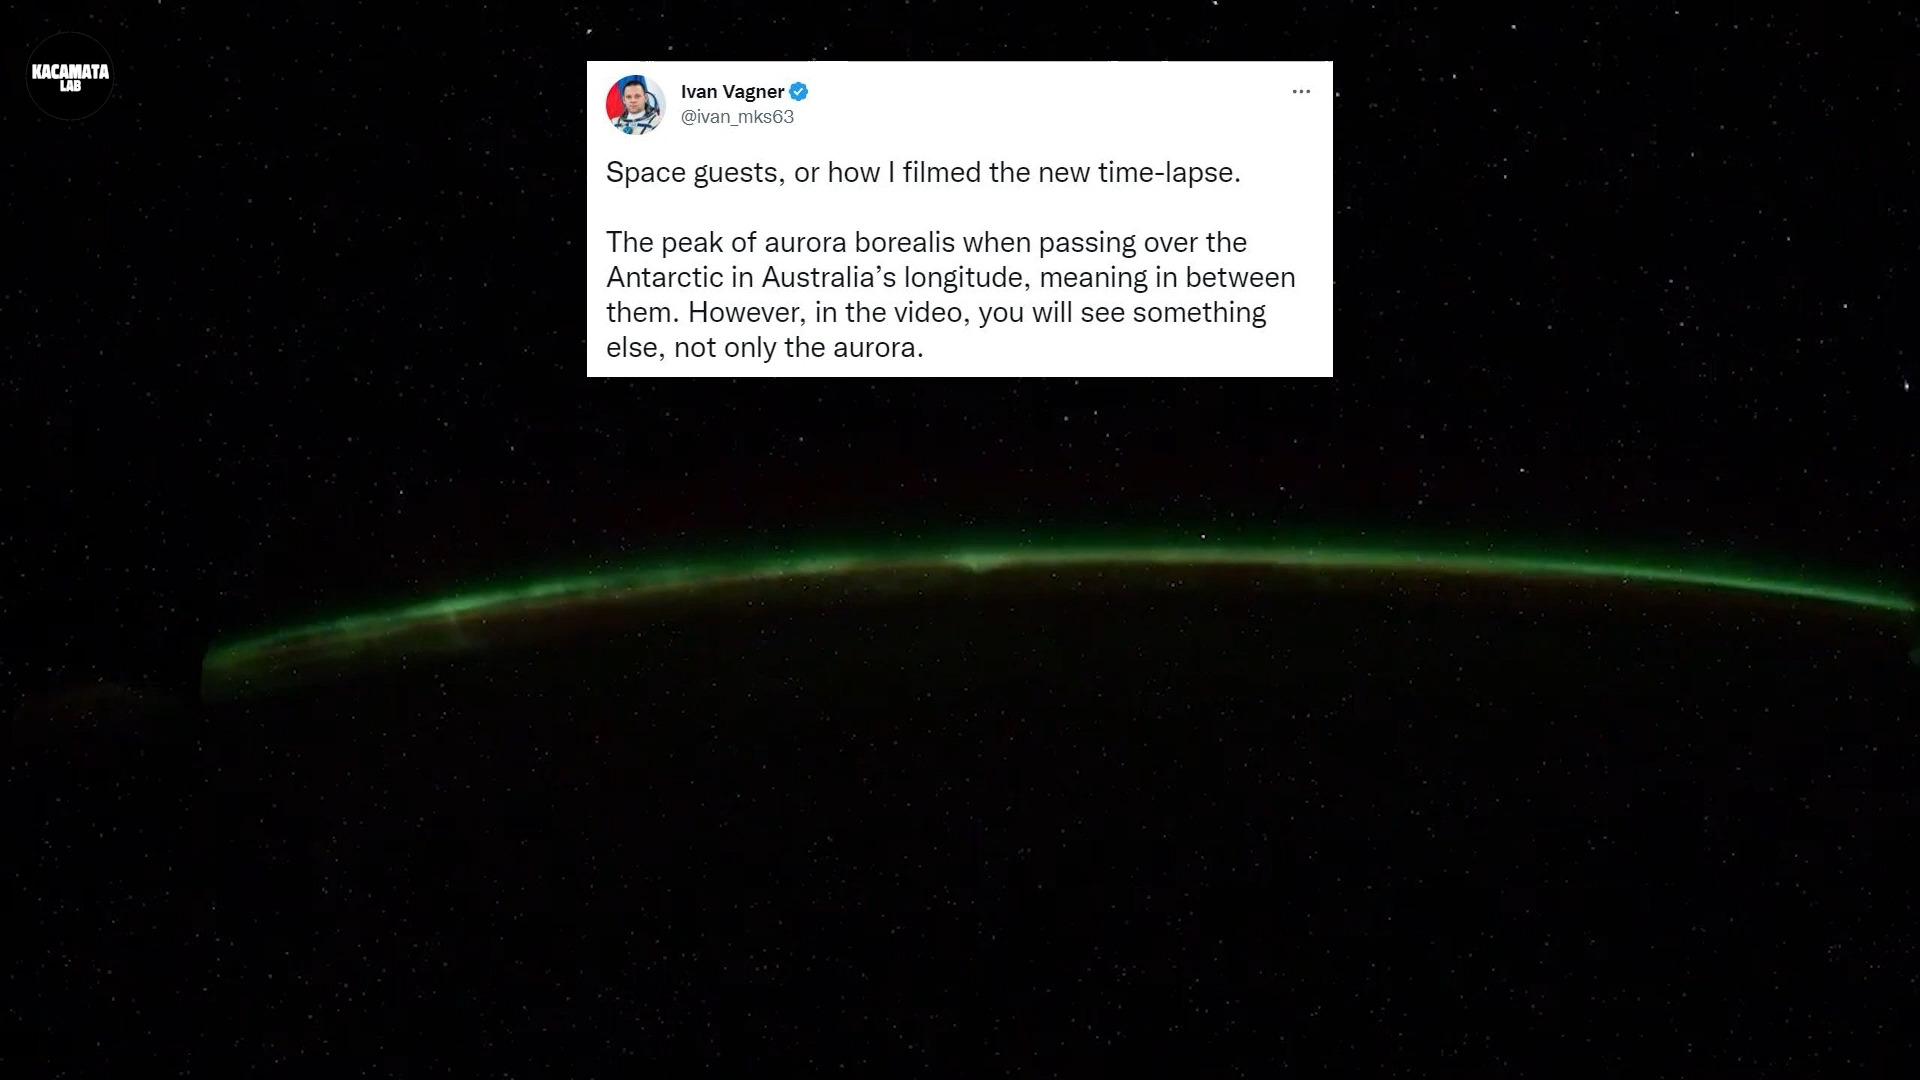 KACAMATA
LAB
Ivan Vagner
@ivan_mks63
Space guests, or how I filmed the new time-lapse.
The peak of aurora borealis when passing over the
Antarctic in Australia’s longitude, meaning in between
them. However, in the video, you will see something
else, not only the aurora.